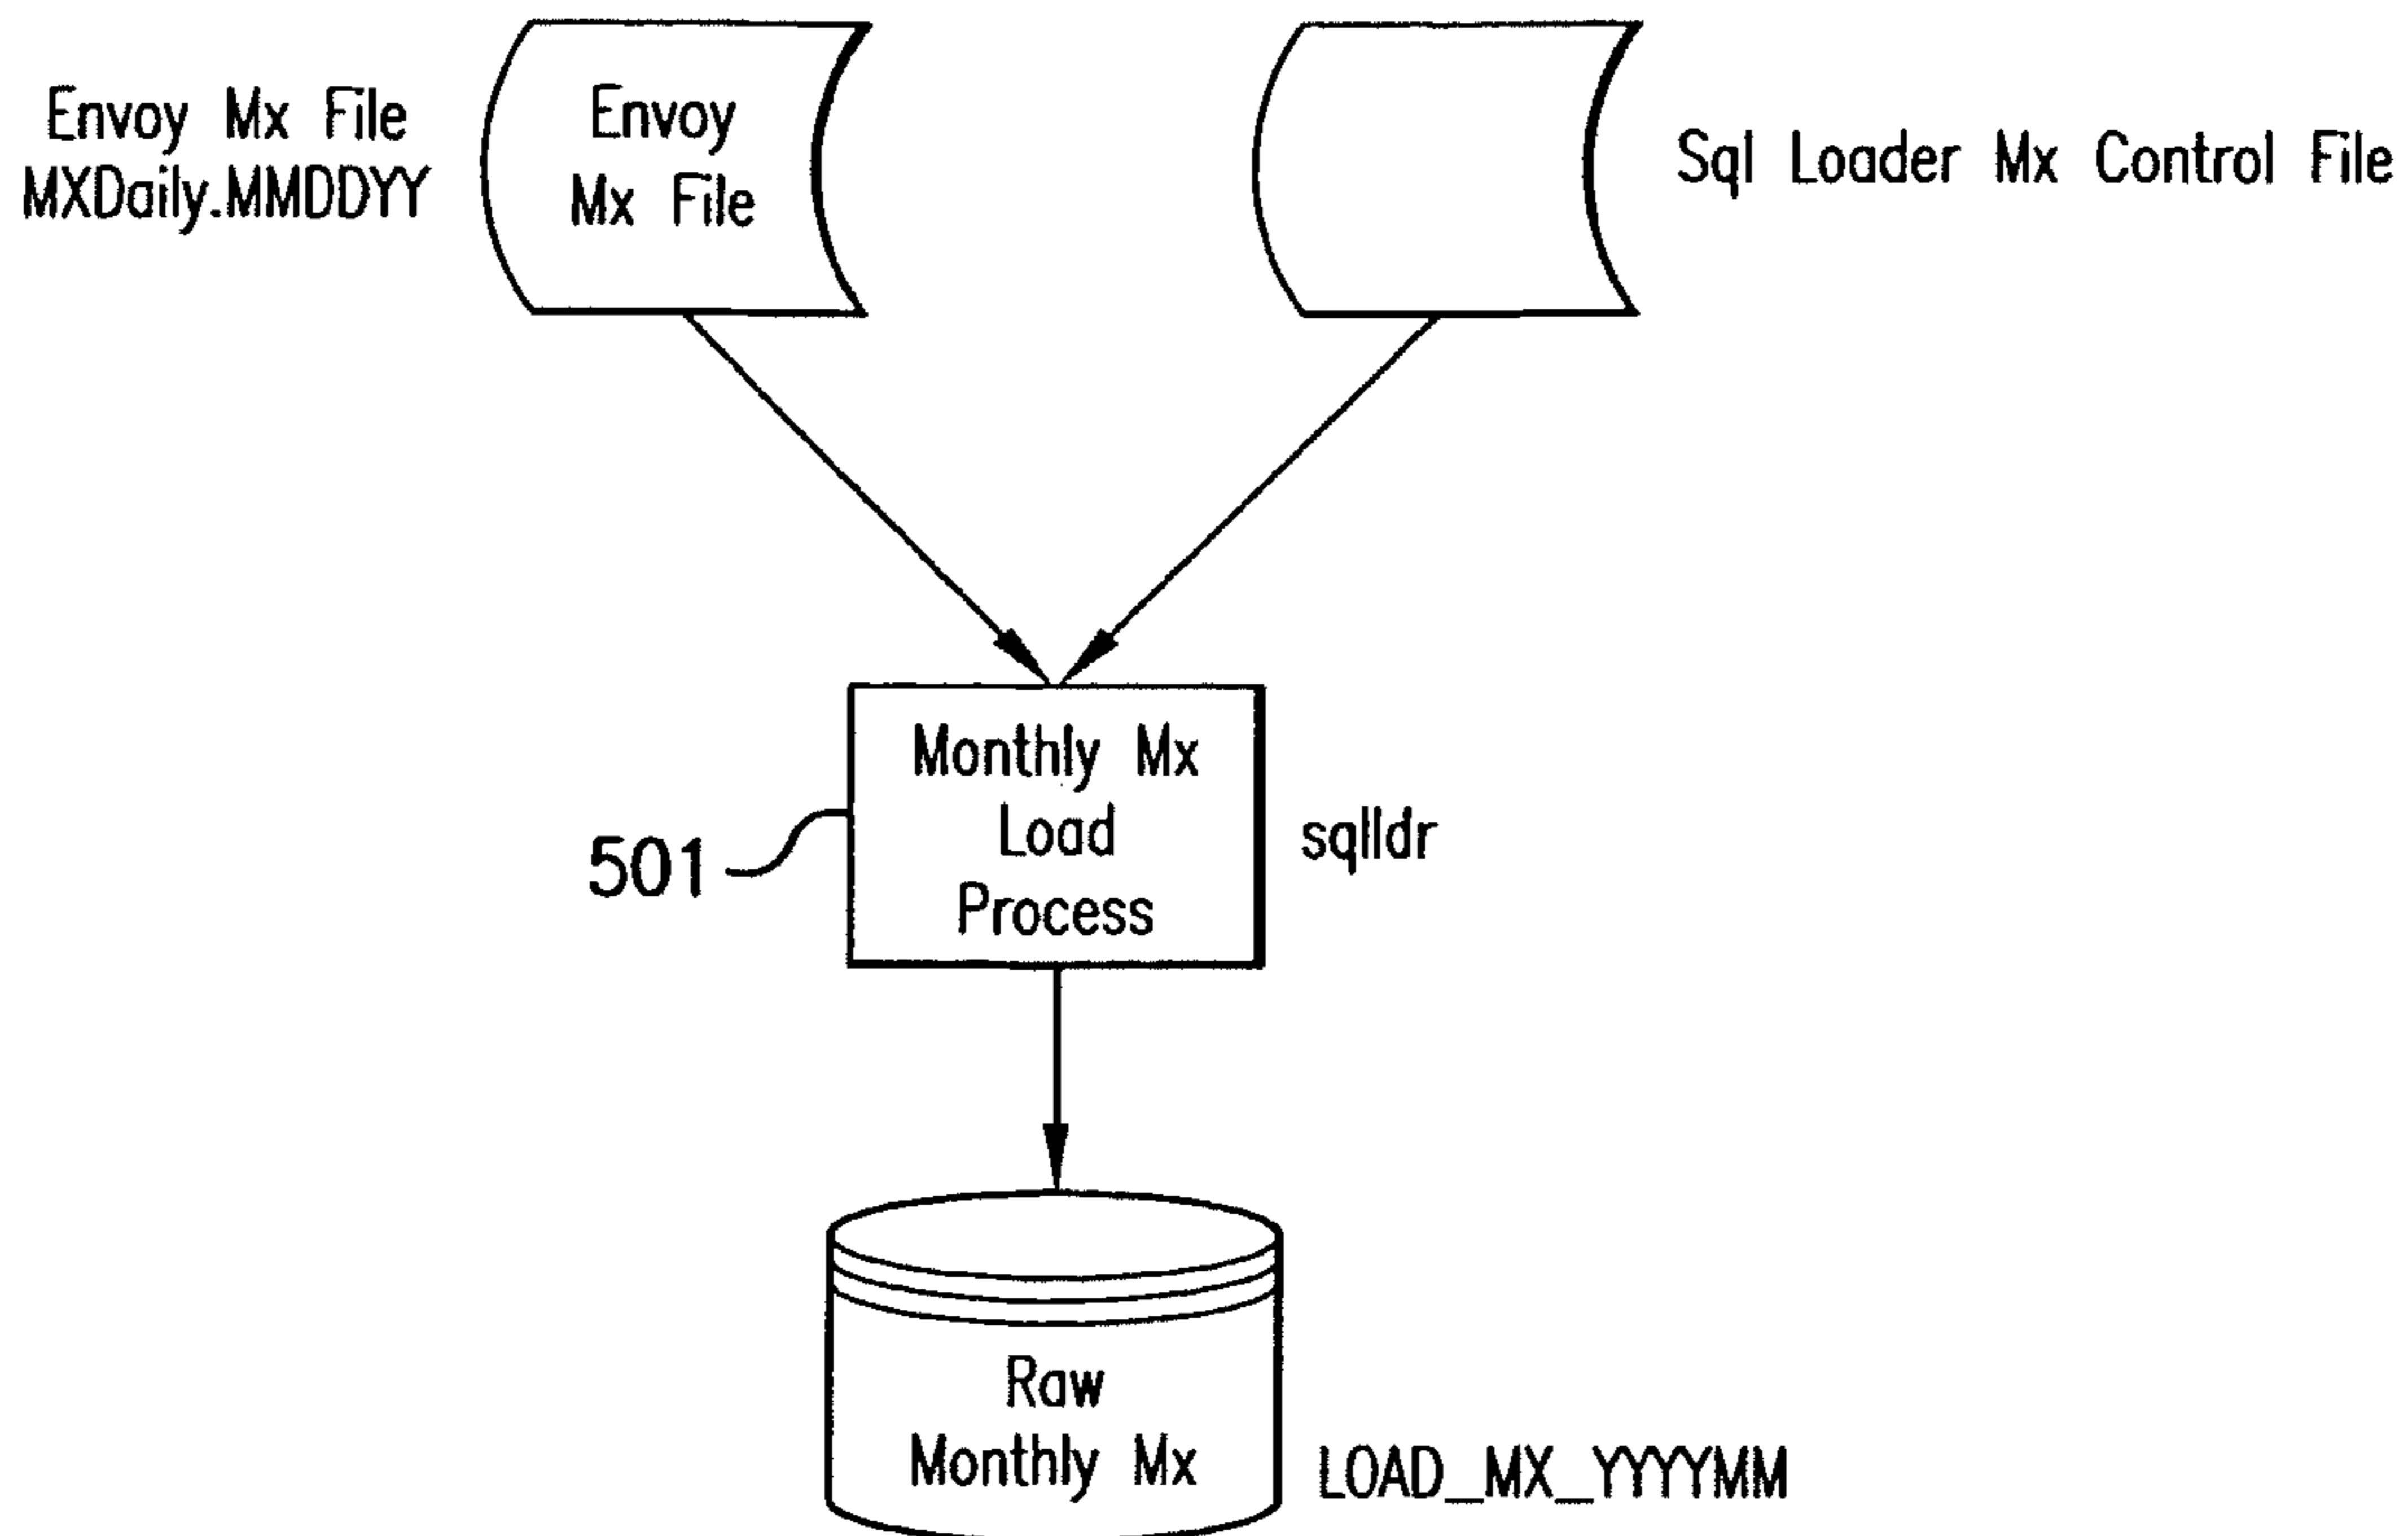 Envoy Mx File
MXDaily.MMDDYY
Envoy
Mx File
Sql Loader Mx Control File
Monthly Mx
Load
Process
501
sqlldr
Raw
Monthly Mx
LOAD_MX_YYYYMM